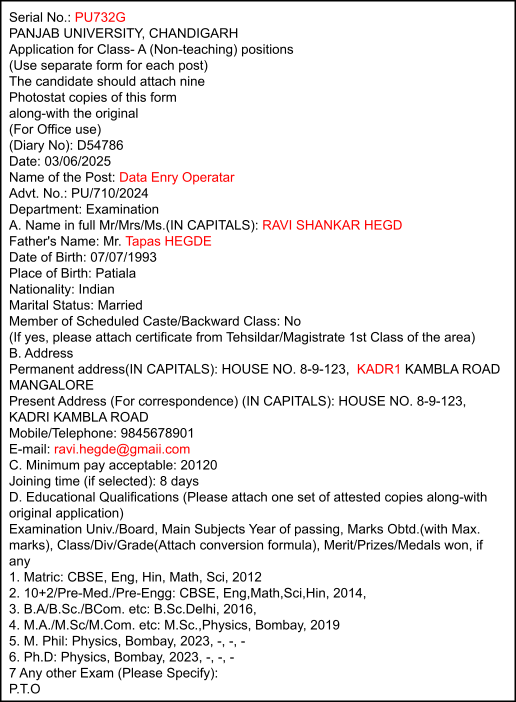 Serial No.: PU732G
PANJAB UNIVERSITY, CHANDIGARH
Application for Class- A (Non-teaching) positions
(Use separate form for each post)
The candidate should attach nine
Photostat copies of this form
along-with the original
(For Office use)
(Diary No): D54786
Date: 03/06/2025
Name of the Post: Data Enry Operatar
Advt. No.: PU/710/2024
Department: Examination
A. Name in full Mr/Mrs/Ms.(IN CAPITALS): RAVI SHANKAR HEGD
Father's Name: Mr. Tapas HEGDE
Date of Birth: 07/07/1993
Place of Birth: Patiala
Nationality: Indian
Marital Status: Married
Member of Scheduled Caste/Backward Class: No
(If yes, please attach certificate from Tehsildar/Magistrate 1st Class of the area)
B. Address
Permanent address(IN CAPITALS): HOUSE NO. 8-9-123, KADR1 KAMBLA ROAD
MANGALORE
Present Address (For correspondence) (IN CAPITALS): HOUSE NO. 8-9-123,
KADRI KAMBLA ROAD
Mobile/Telephone: 9845678901
E-mail: ravi.hegde@gmaii.com
C. Minimum pay acceptable: 20120
Joining time (if selected): 8 days
D. Educational Qualifications (Please attach one set of attested copies along-with
original application)
Examination Univ./Board, Main Subjects Year of passing, Marks Obtd.(with Max.
marks), Class/Div/Grade(Attach conversion formula), Merit/Prizes/Medals won, if
any
1. Matric: CBSE, Eng, Hin, Math, Sci, 2012
2. 10+2/Pre-Med./Pre-Engg: CBSE, Eng,Math,Sci,Hin, 2014,
3. B.A/B.Sc./BCom. etc: B.Sc.Delhi, 2016,
4. M.A./M.Sc/M.Com. etc: M.Sc.,Physics, Bombay, 2019
5. M. Phil: Physics, Bombay, 2023, -, -, -
6. Ph.D: Physics, Bombay, 2023, -, -, -
7 Any other Exam (Please Specify):
P.T.O